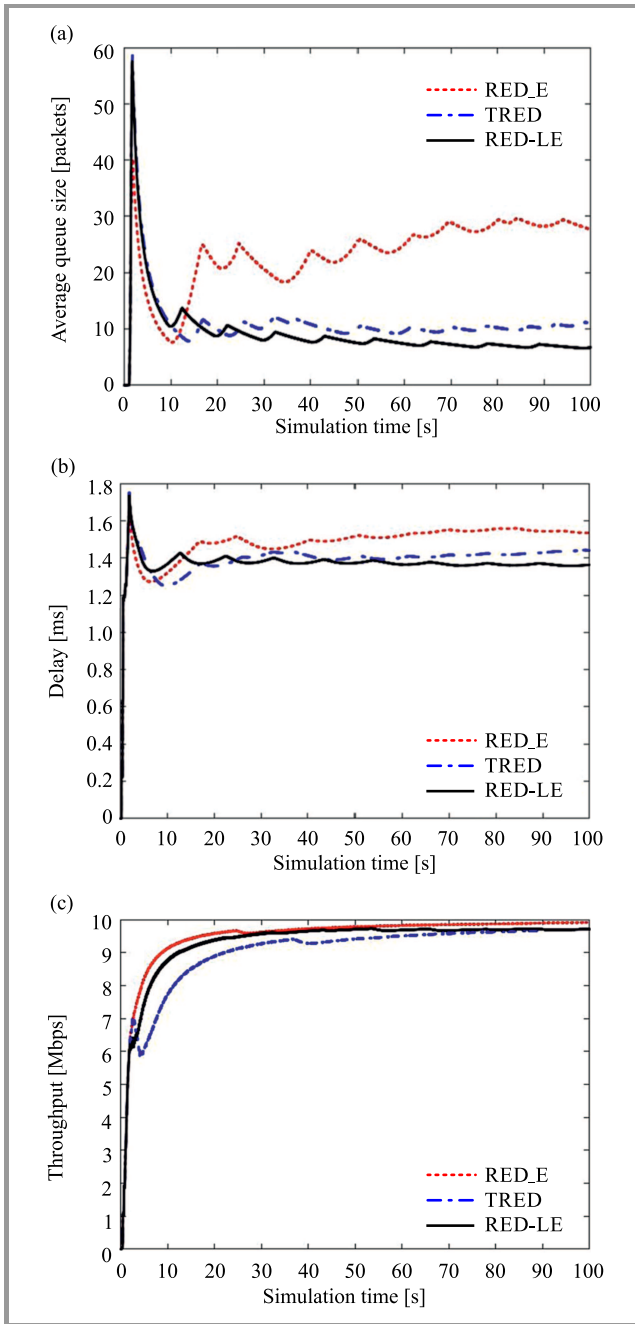 (a)
60
50
40
30
20
10
0
Average queue size [packets]
RED_E
TRED
RED-LE
0 10 20 30 40 50 60 70 80 90 100
Simulation time [s]
(b)
1.8
1.6
1.4
1.2
1.0
0.8
0.6
0.4
0.2
0
Delay [ms]
RED_E
TRED
RED-LE
0 10 20 30 40 50 60 70 80 90 100
Simulation time [s]
(c)
10
9
8
7
6
5
4
3
2
1
0
Throughput [Mbps]
RED_E
TRED
RED-LE
0 10 20 30 40 50 60 70 80 90 100
Simulation time [s]